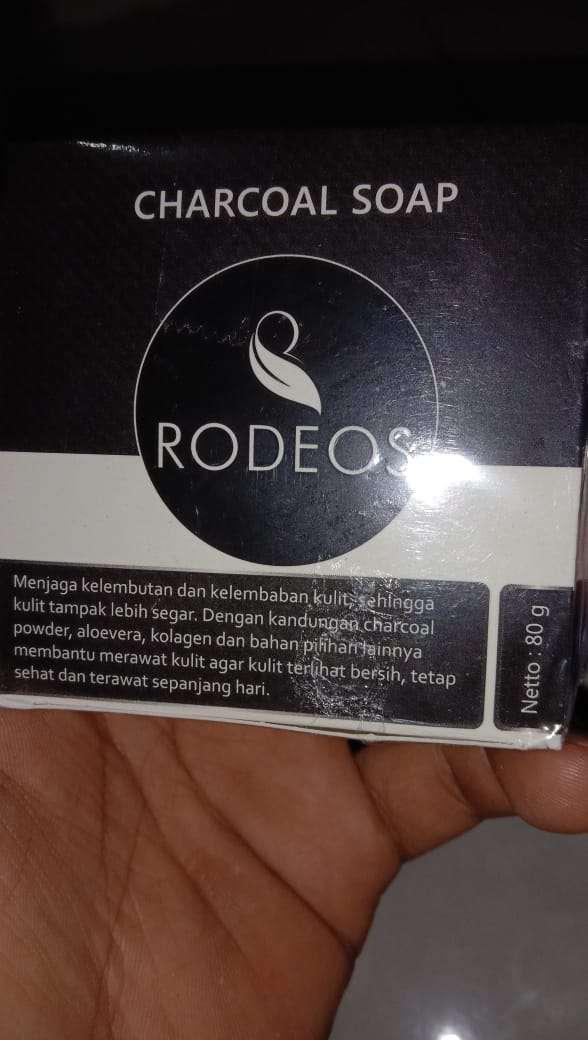 CHARCOAL SOAP
RODEOS
Menjaga kelembutan dan kelembaban kulit, sehingga
kulit tampak lebih segar. Dengan kandungan charcoal
powder, aloevera, kolagen dan bahan pilihan lainnya
membantu merawat kulit agar kulit terlihat bersih, tetap
sehat dan terawat sepanjang hari.
Netto : 80 g